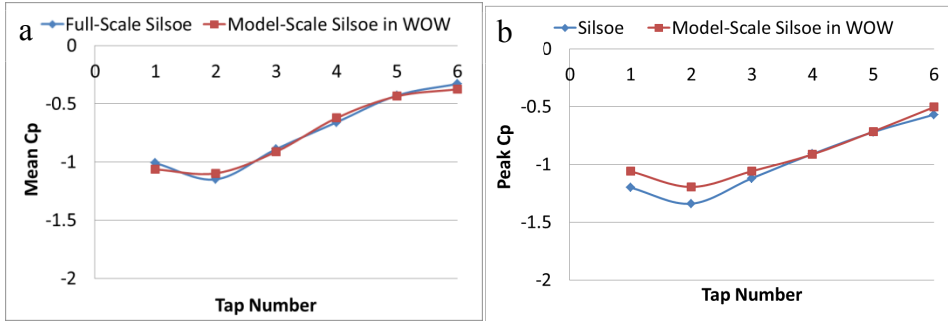 a
Full-Scale Silsoe
Model-Scale Silsoe in WOW
0
0 1 2 3 4 5 6
-0.5
-1
-1.5
-2
Mean Cp
Tap Number
b
Silsoe
Model-Scale Silsoe in WOW
0
0 1 2 3 4 5 6
-0.5
-1
-1.5
-2
Peak Cp
Tap Number